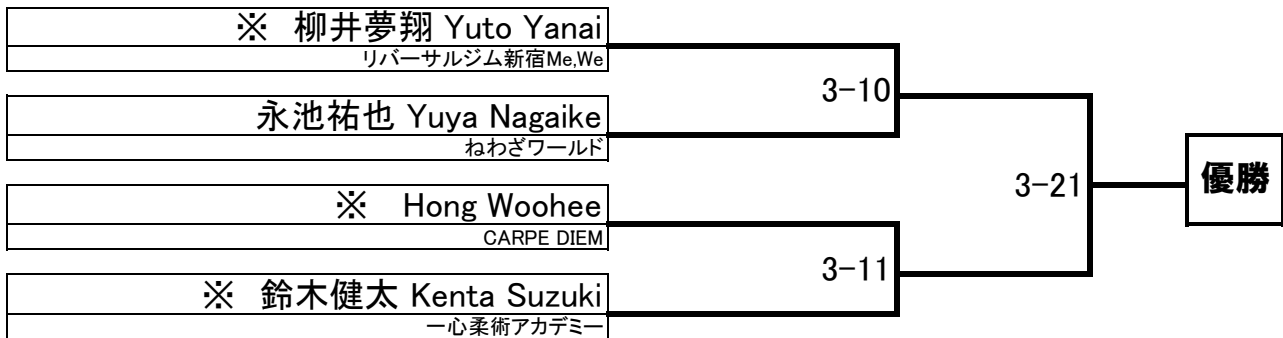 ※ 柳井夢翔 Yuto Yanai
リバーサルジム新宿Me,We
3-10
永池祐也 Yuya Nagaike
ねわざワールド
優勝
3-21
※ Hong Woohee
CARPE DIEM
3-11
※ 鈴木健太 Kenta Suzuki
一心柔術アカデミー